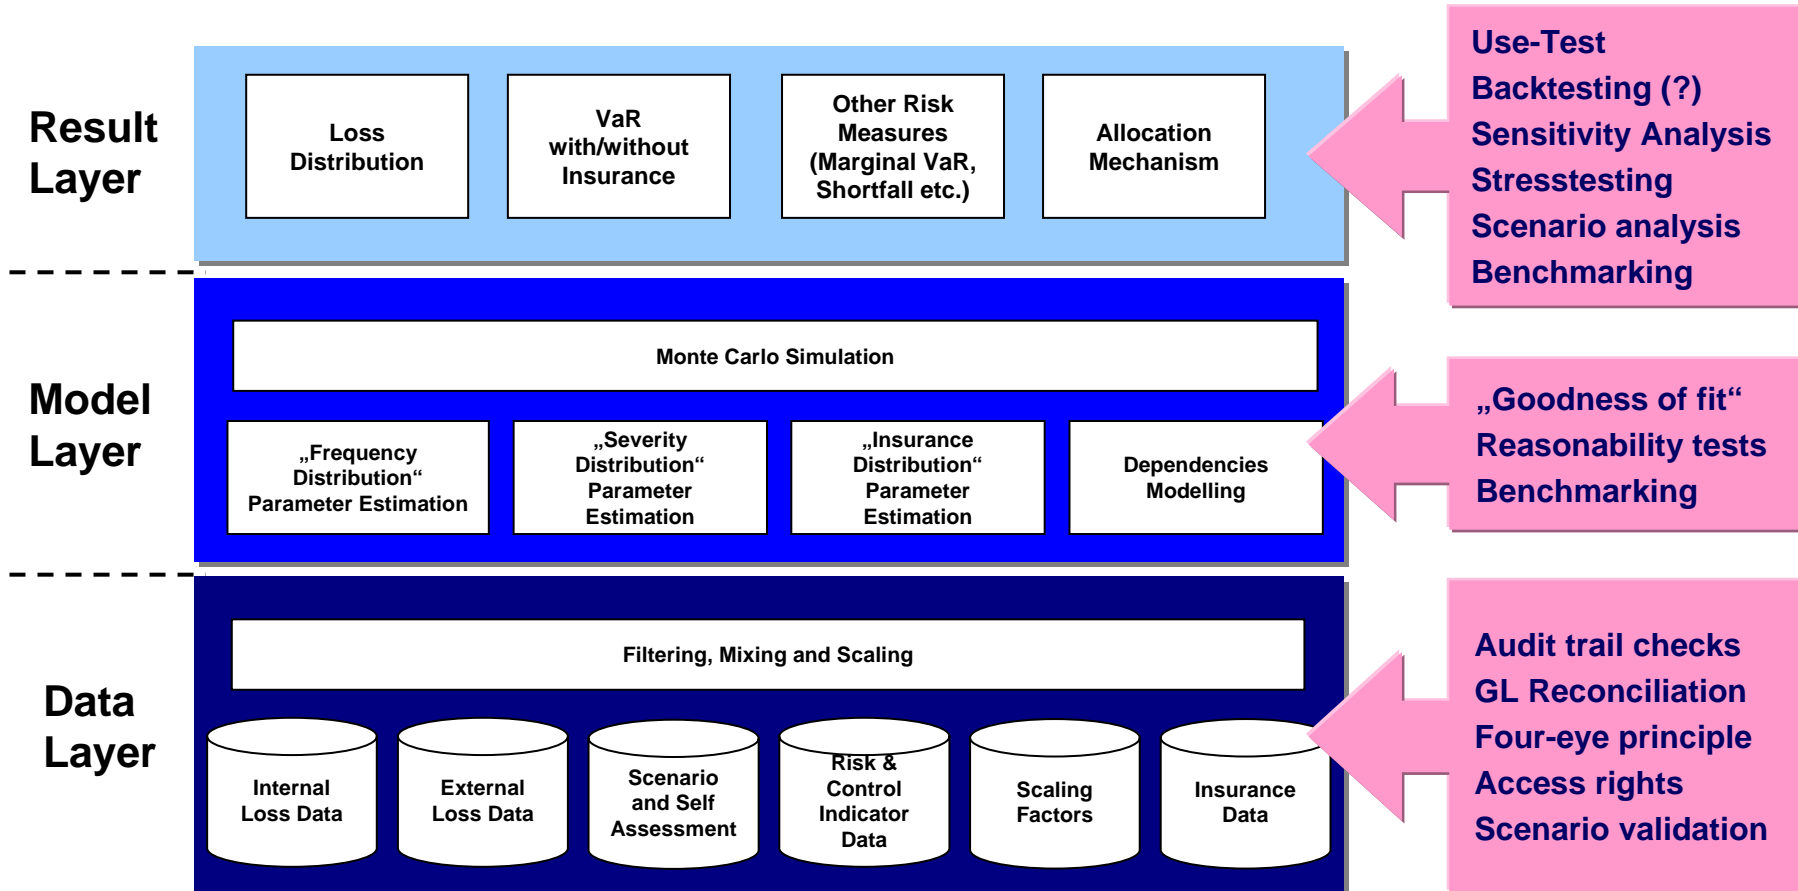 Result
Layer
Loss
Distribution
VaR
with/without
Insurance
Other Risk
Measures
(Marginal VaR,
Shortfall etc.)
Allocation
Mechanism
Use-Test
Backtesting (?)
Sensitivity Analysis
Stresstesting
Scenario analysis
Benchmarking
Model
Layer
Monte Carlo Simulation
„Frequency
Distribution“
Parameter Estimation
„Severity
Distribution“
Parameter
Estimation
„Insurance
Distribution“
Parameter
Estimation
Dependencies
Modelling
„Goodness of fit“
Reasonability tests
Benchmarking
Data
Layer
Filtering, Mixing and Scaling
Internal
Loss Data
External
Loss Data
Scenario
and Self
Assessment
Risk &
Control
Indicator
Data
Scaling
Factors
Insurance
Data
Audit trail checks
GL Reconciliation
Four-eye principle
Access rights
Scenario validation